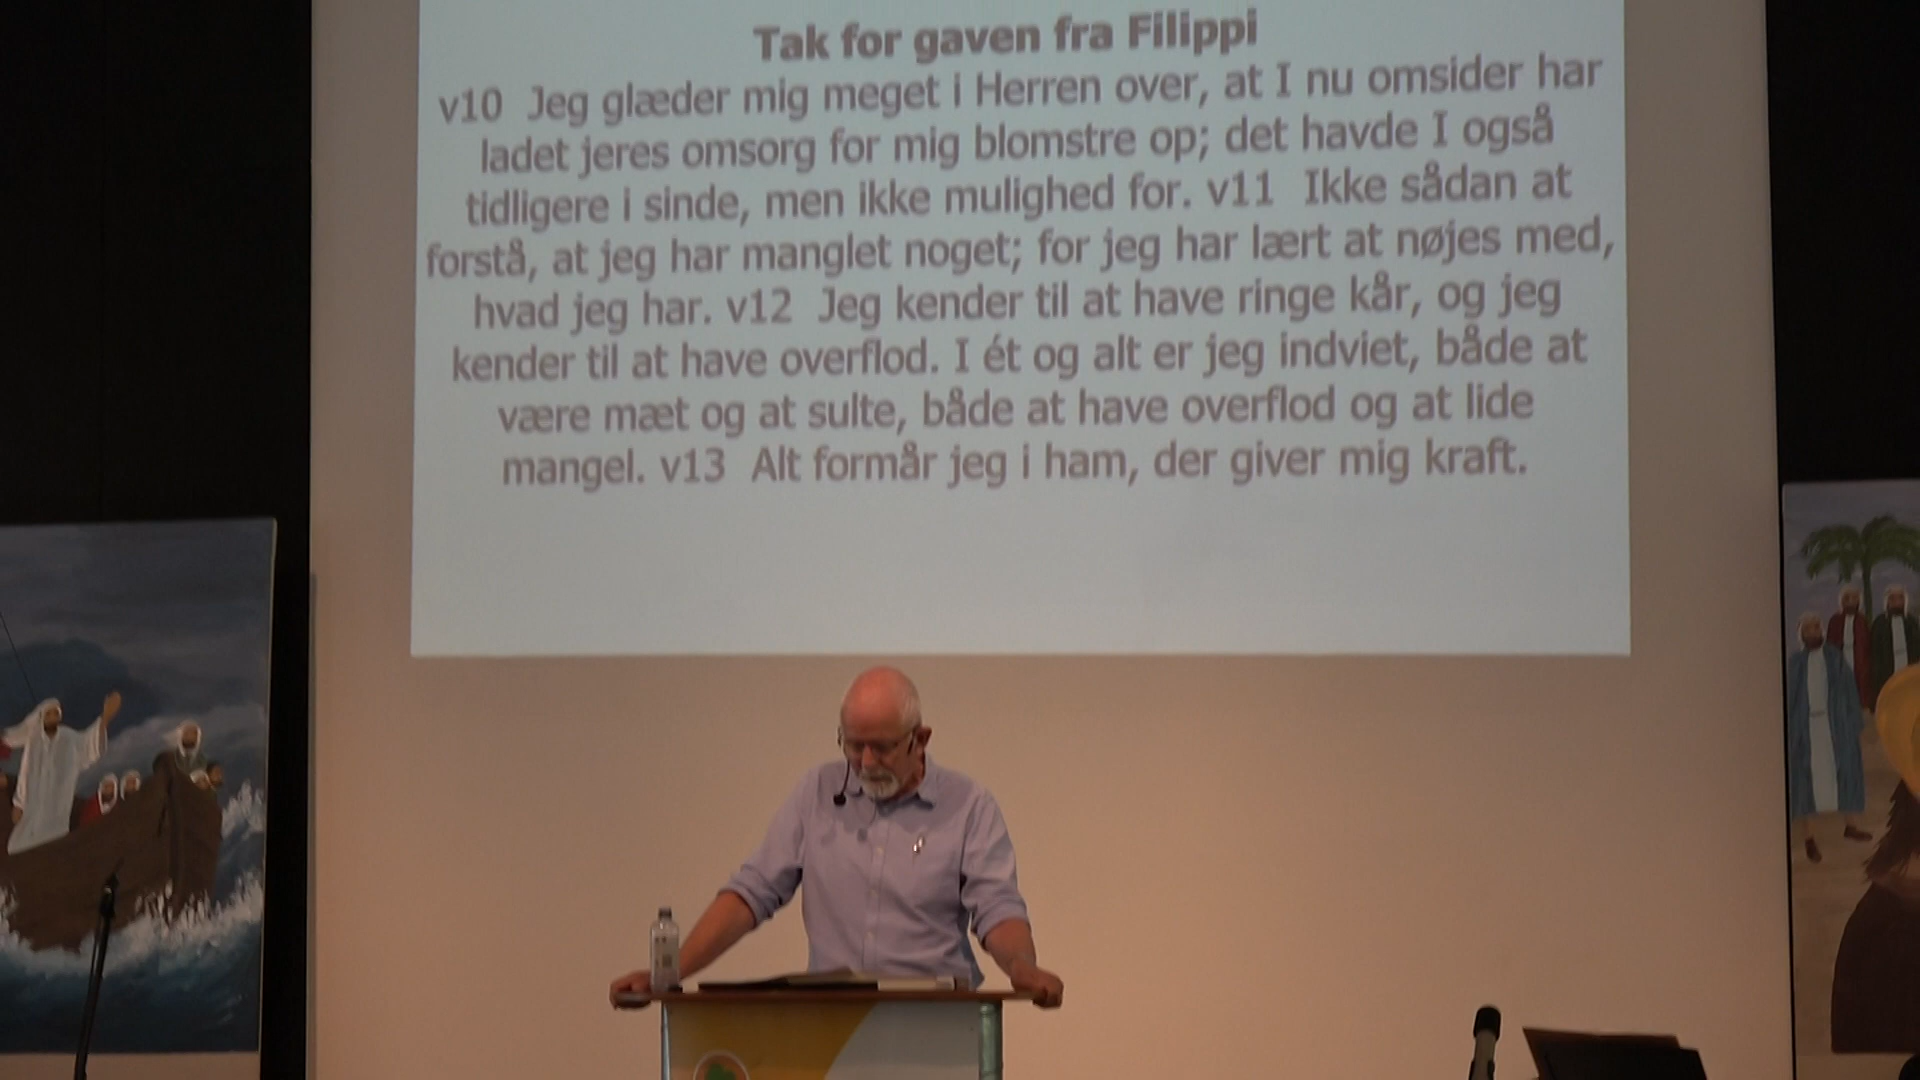 Tak for gaven fra Filippi
v10 Jeg glæder mig meget i Herren over, at I nu omsider har
ladet jeres omsorg for mig blomstre op; det havde I også
tidligere i sinde, men ikke mulighed for. v11 Ikke sådan at
forstå, at jeg har manglet noget; for jeg har lært at nøjes med,
hvad jeg har. v12 Jeg kender til at have ringe kår, og jeg
kender til at have overflod. I ét og alt er jeg indviet, både at
være mæt og at sulte, både at have overflod og at lide
mangel. v13 Alt formår jeg i ham, der giver mig kraft.